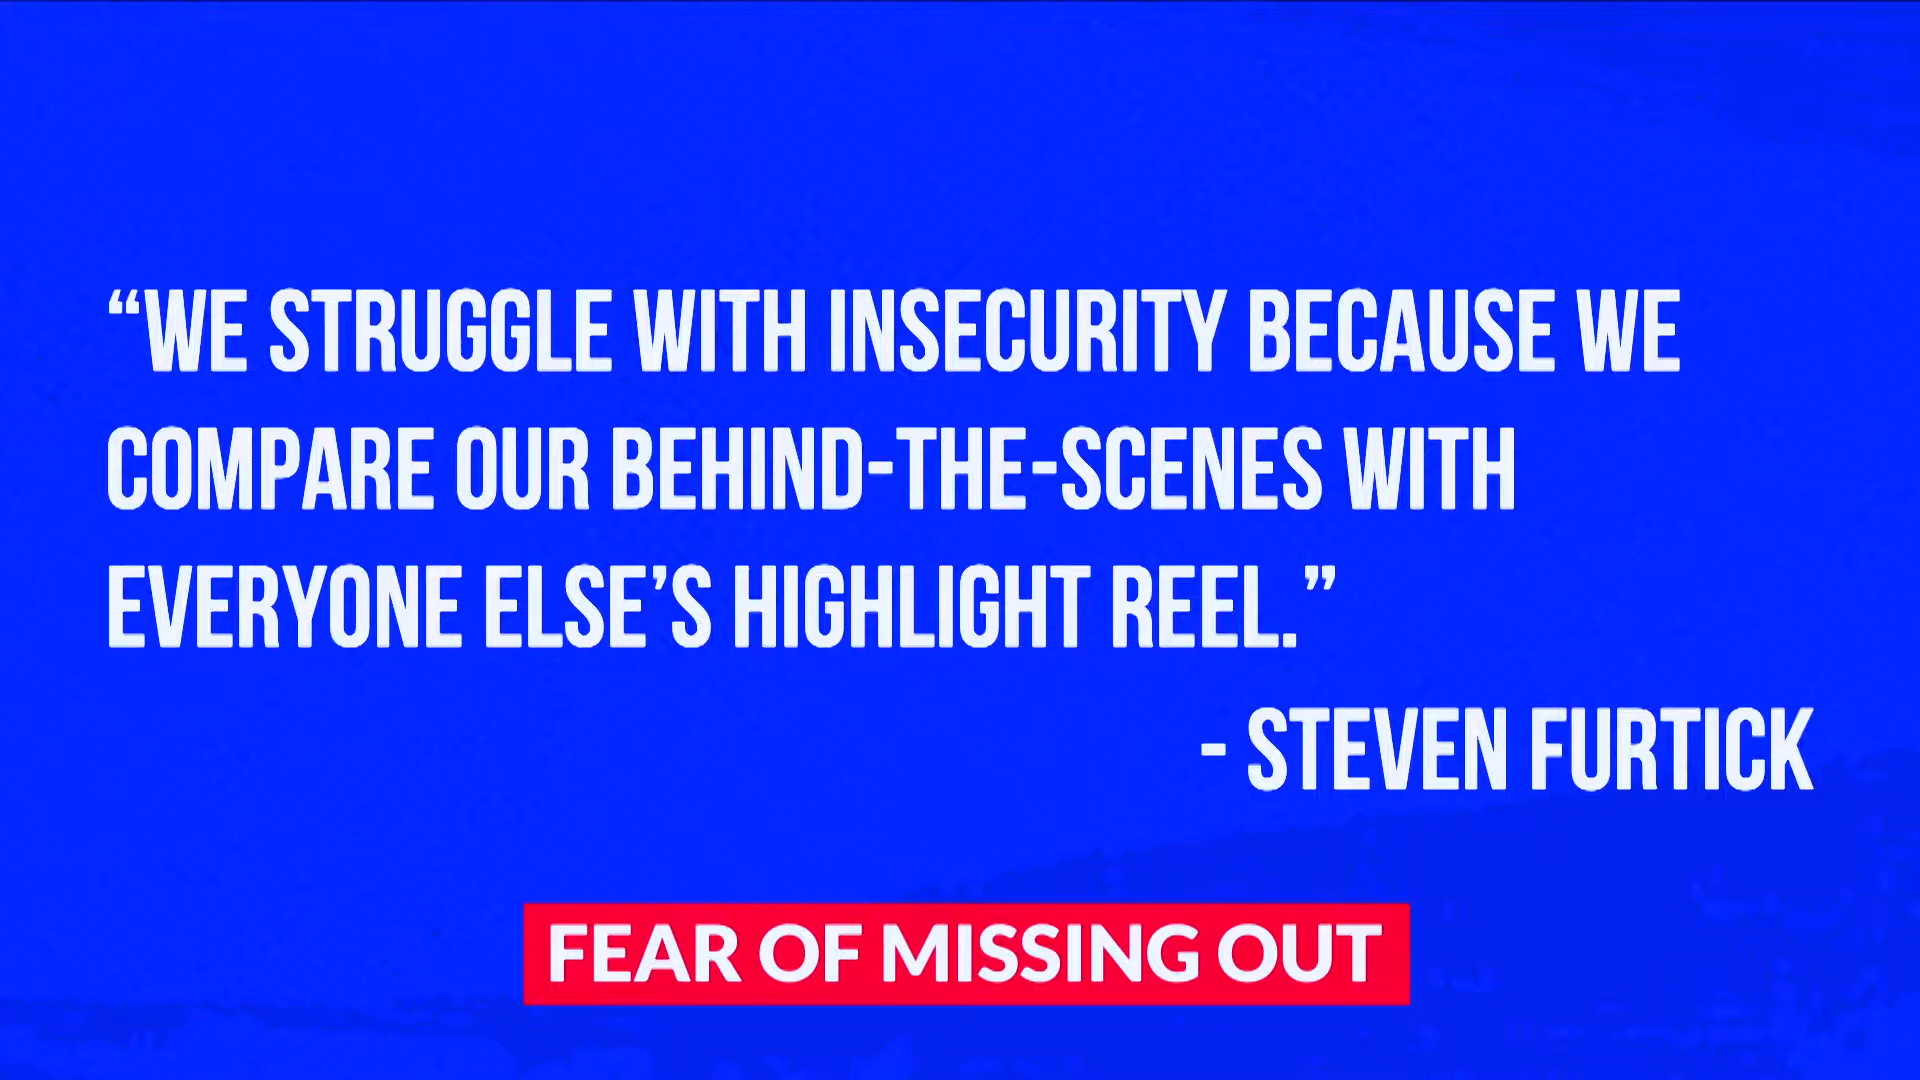 “WE STRUGGLE WITH INSECURITY BECAUSE WE
COMPARE OUR BEHIND-THE-SCENES WITH
EVERYONE ELSE’S HIGHLIGHT REEL.”
- STEVEN FURTICK
FEAR OF MISSING OUT